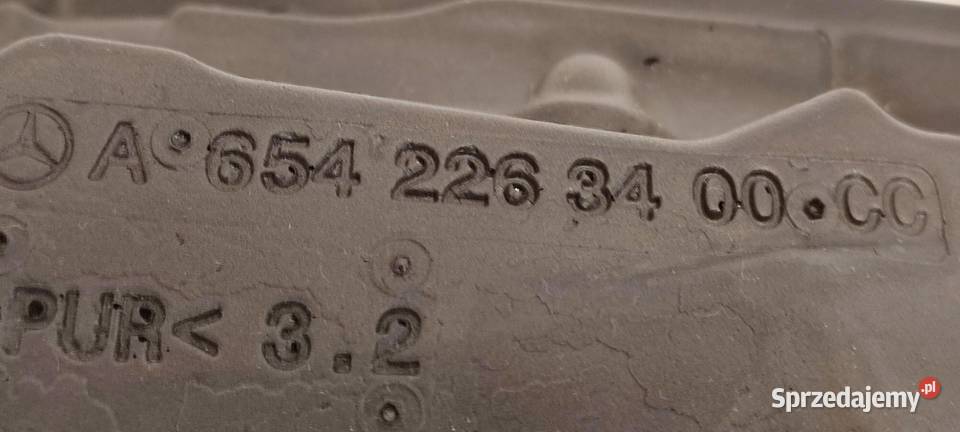 A 654 226 34 00.CC
PUR< 3.2
Sprzedajemy.pl